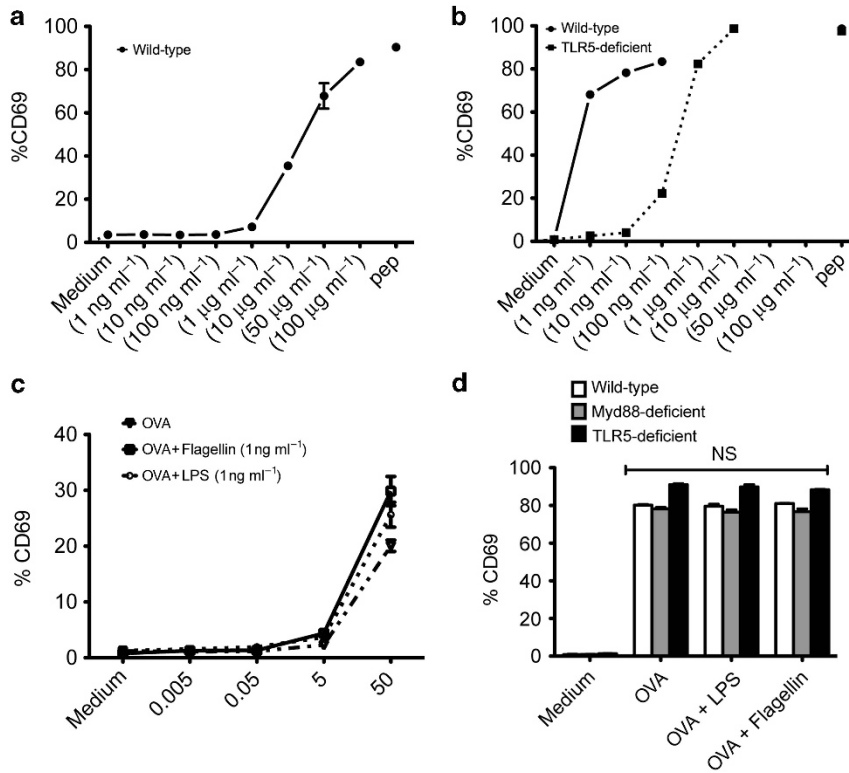 a
100
80
60
40
20
0
%CD69
Wild-type
Medium
(1 ng ml⁻¹)
(10 ng ml⁻¹)
(100 ng ml⁻¹)
(1 µg ml⁻¹)
(10 µg ml⁻¹)
(50 µg ml⁻¹)
(100 µg ml⁻¹)
pep
b
100
80
60
40
20
0
%CD69
Wild-type
TLR5-deficient
Medium
(1 ng ml⁻¹)
(10 ng ml⁻¹)
(100 ng ml⁻¹)
(1 µg ml⁻¹)
(10 µg ml⁻¹)
(50 µg ml⁻¹)
(100 µg ml⁻¹)
pep
c
40
30
20
10
0
% CD69
OVA
OVA+Flagellin (1ng ml⁻¹)
OVA+LPS (1ng ml⁻¹)
Medium
0.005
0.05
5
50
d
Wild-type
Myd88-deficient
TLR5-deficient
NS
100
80
60
40
20
0
% CD69
Medium
OVA
OVA + LPS
OVA + Flagellin